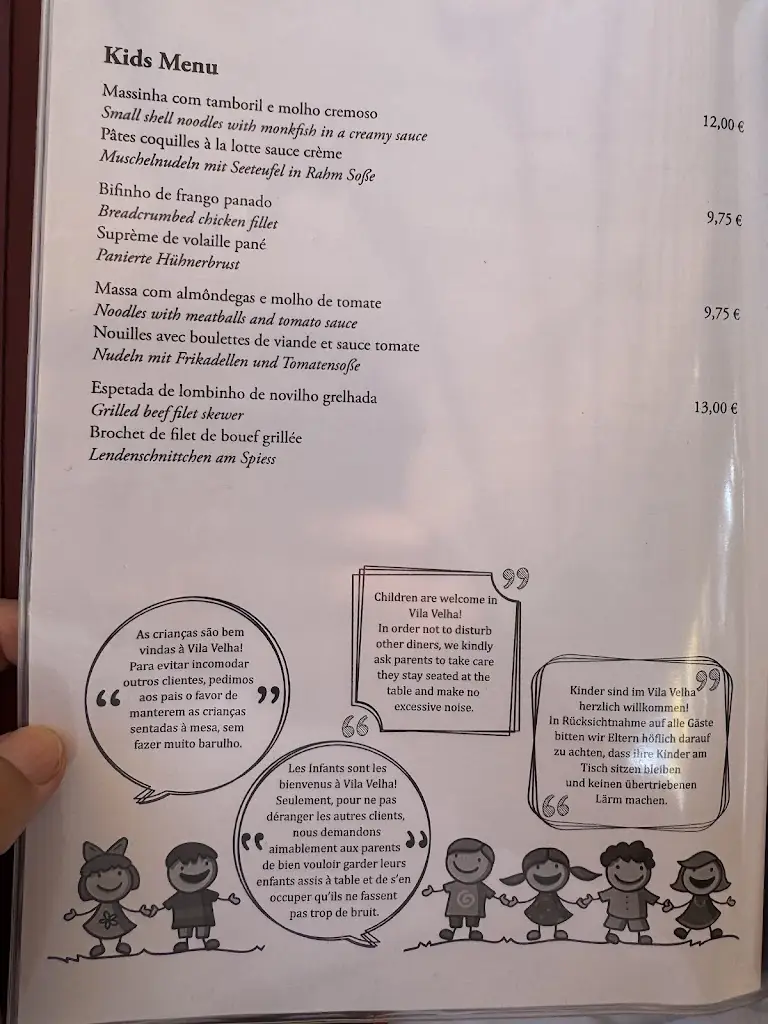 Kids Menu
Massinha com tamboril e molho cremoso
Small shell noodles with monkfish in a creamy sauce
12,00 €
Pâtes coquilles à la lotte sauce crème
Muschelnudeln mit Seeteufel in Rahm Soße
Bifinho de frango panado
Breadcrumbed chicken fillet
9,75 €
Suprème de volaille pané
Panierte Hühnerbrust
Massa com almôndegas e molho de tomate
Noodles with meatballs and tomato sauce
9,75 €
Nouilles avec boulettes de viande et sauce tomate
Nudeln mit Frikadellen und Tomatensoße
Espetada de lombinho de novilho grelhada
Grilled beef filet skewer
13,00 €
Brochet de filet de bouef grillée
Lendenschnittchen am Spiess
As crianças são bem
vindas à Vila Velha!
Para evitar incomodar
outros clientes, pedimos
aos pais o favor de
manterem as crianças
sentadas à mesa, sem
fazer muito barulho.
Children are welcome in
Vila Velha!
In order not to disturb
other diners, we kindly
ask parents to take care
they stay seated at the
table and make no
excessive noise.
Les Infants sont les
bienvenus à Vila Velha!
Seulement, pour ne pas
déranger les autres clients,
nous demandons
aimablement aux parents
de bien vouloir garder leurs
enfants assis à table et de s'en
occuper qu'ils ne fassent
pas trop de bruit.
Kinder sind im Vila Velha
herzlich willkommen!
In Rücksichtnahme auf alle Gäste
bitten wir Eltern höflich darauf
zu achten, dass ihre Kinder am
Tisch sitzen bleiben
und keinen übertriebenen
Lärm machen.